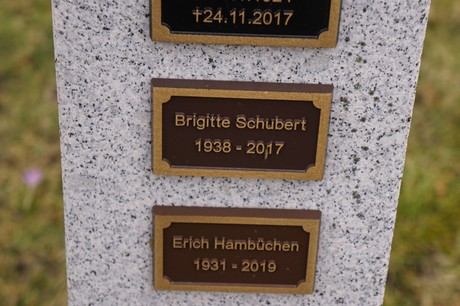 ✝24.11.2017
Brigitte Schubert
1938 - 2017
Erich Hambüchen
1931 - 2019